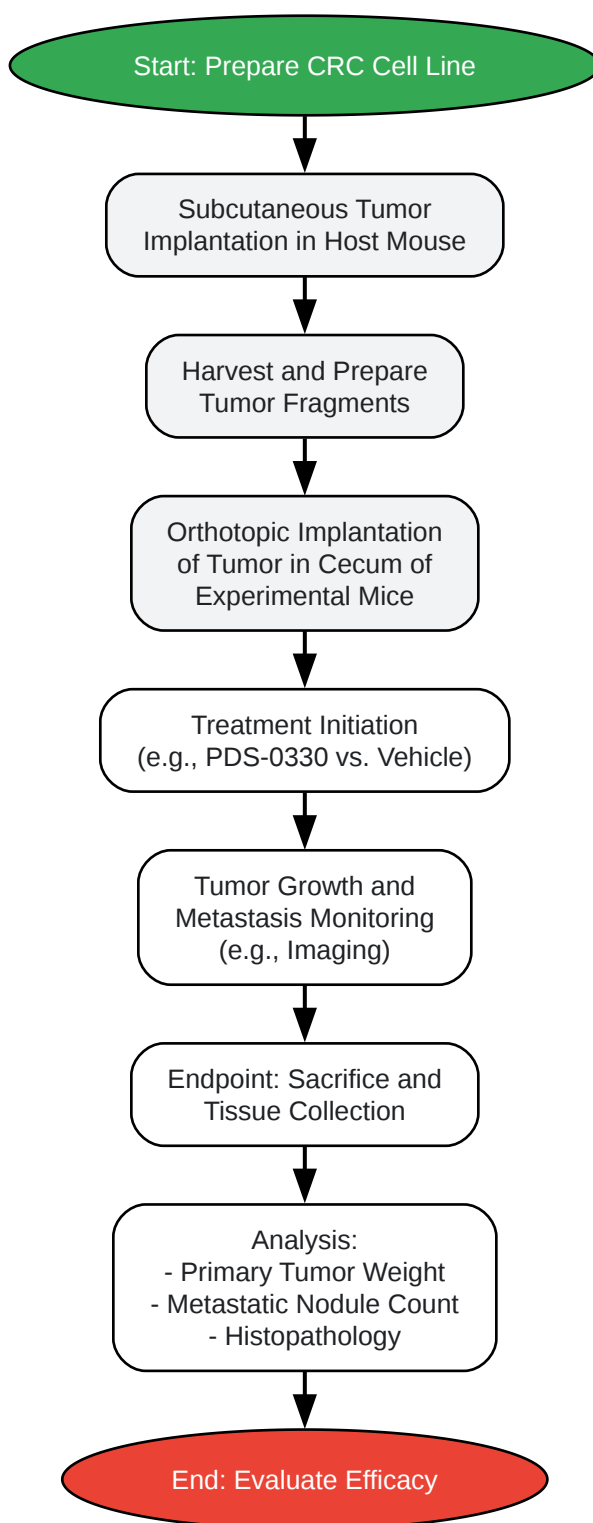 Start: Prepare CRC Cell Line
Subcutaneous Tumor
Implantation in Host Mouse
Harvest and Prepare
Tumor Fragments
Orthotopic Implantation
of Tumor in Cecum of
Experimental Mice
Treatment Initiation
(e.g., PDS-0330 vs. Vehicle)
Tumor Growth and
Metastasis Monitoring
(e.g., Imaging)
Endpoint: Sacrifice and
Tissue Collection
Analysis:
- Primary Tumor Weight
- Metastatic Nodule Count
- Histopathology
End: Evaluate Efficacy